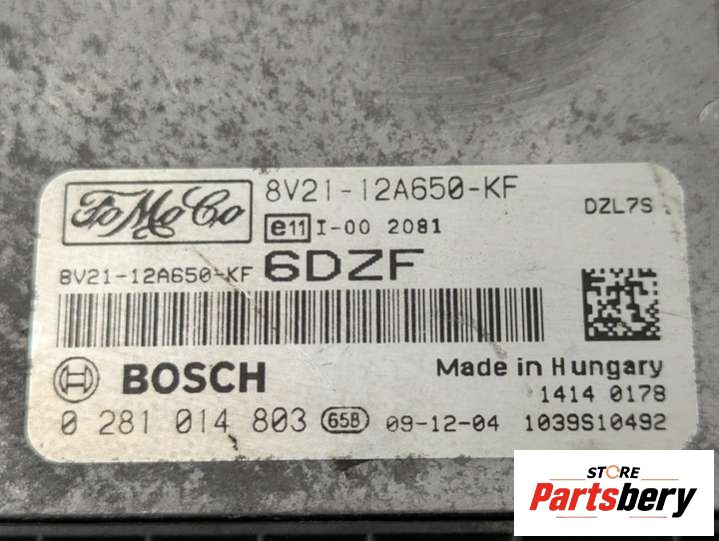 FoMoCo
8V21-12A650-KF
DZL7S
e11 I-00 2081
8V21-12A650-KF 6DZF
BOSCH
Made in Hungary
1414 0178
0 281 014 803 65B 09-12-04 1039S10492
STORE
Partsbery